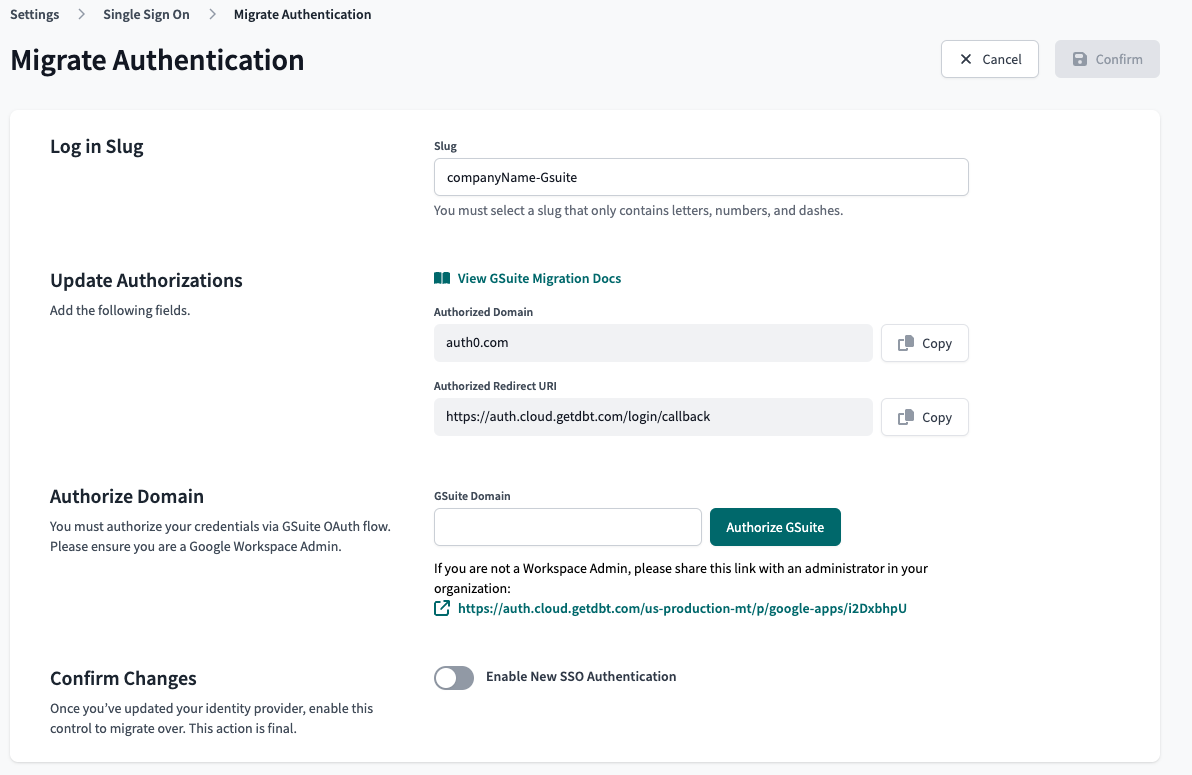 Settings > Single Sign On > Migrate Authentication
Migrate Authentication
Cancel
Confirm
Log in Slug
Slug
companyName-Gsuite
You must select a slug that only contains letters, numbers, and dashes.
Update Authorizations
Add the following fields.
View GSuite Migration Docs
Authorized Domain
auth0.com
Copy
Authorized Redirect URI
https://auth.cloud.getdbt.com/login/callback
Copy
Authorize Domain
You must authorize your credentials via GSuite OAuth flow.
Please ensure you are a Google Workspace Admin.
GSuite Domain
Authorize GSuite
If you are not a Workspace Admin, please share this link with an administrator in your
organization:
https://auth.cloud.getdbt.com/us-production-mt/p/google-apps/i2DxbhpU
Confirm Changes
Once you’ve updated your identity provider, enable this
control to migrate over. This action is final.
Enable New SSO Authentication